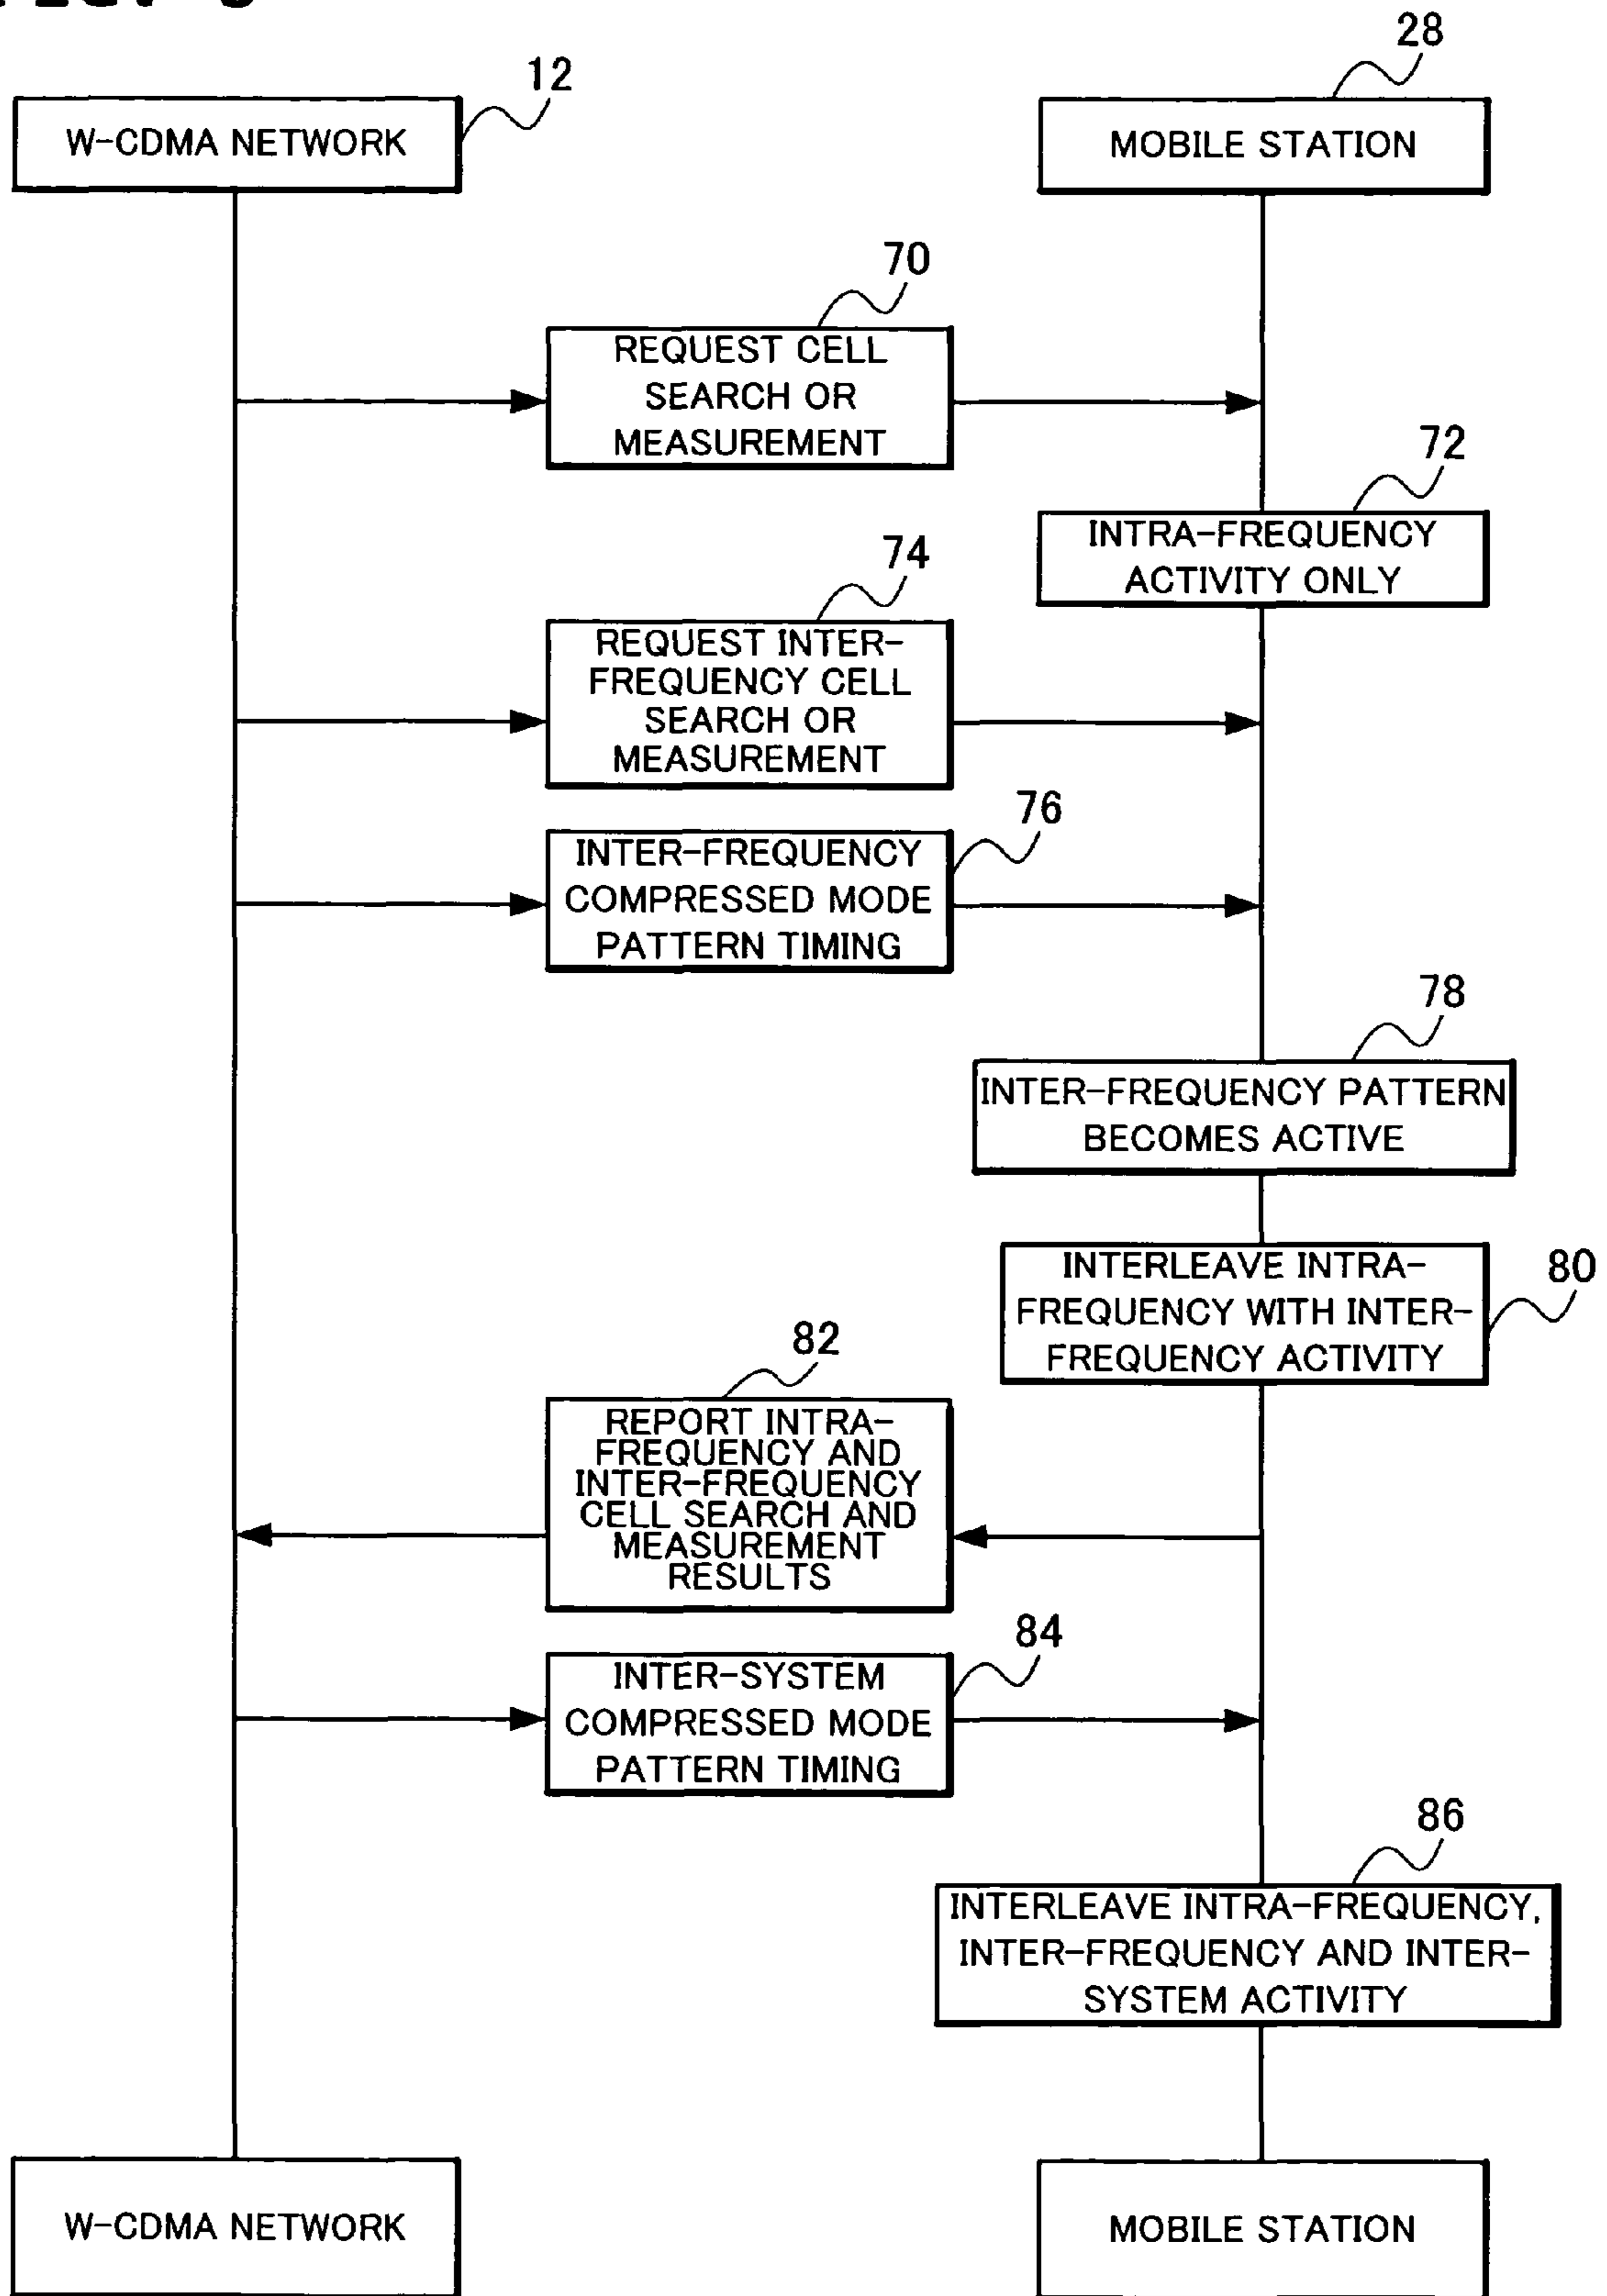 28
12
W-CDMA NETWORK
MOBILE STATION
70
REQUEST CELL
SEARCH OR
MEASUREMENT
72
INTRA-FREQUENCY
ACTIVITY ONLY
74
REQUEST INTER-
FREQUENCY CELL
SEARCH OR
MEASUREMENT
76
INTER-FREQUENCY
COMPRESSED MODE
PATTERN TIMING
78
INTER-FREQUENCY PATTERN
BECOMES ACTIVE
80
INTERLEAVE INTRA-
FREQUENCY WITH INTER-
FREQUENCY ACTIVITY
82
REPORT INTRA-
FREQUENCY AND
INTER-FREQUENCY
CELL SEARCH AND
MEASUREMENT
RESULTS
84
INTER-SYSTEM
COMPRESSED MODE
PATTERN TIMING
86
INTERLEAVE INTRA-FREQUENCY,
INTER-FREQUENCY AND INTER-
SYSTEM ACTIVITY
W-CDMA NETWORK
MOBILE STATION